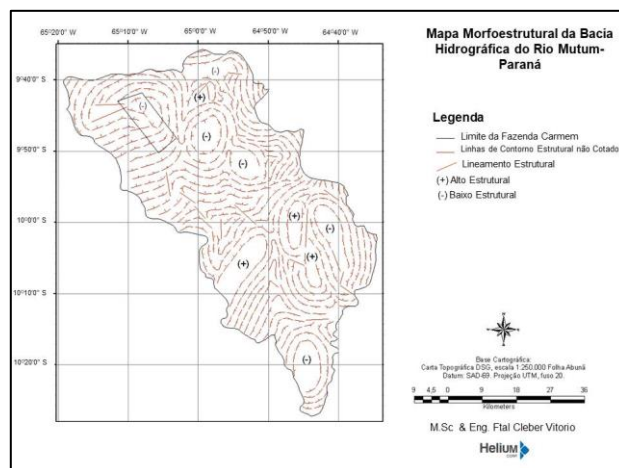 65°20'0" W 65°10'0" W 65°0'0" W 64°50'0" W 64°40'0" W
9°40'0" S
9°50'0" S
10°0'0" S
10°10'0" S
10°20'0" S
(-)
(+)
(-)
(-)
(-)
(+)
(-)
(+)
(+)
(-)
Mapa Morfoestrutural da Bacia
Hidrográfica do Rio Mutum-
Paraná
Legenda
Limite da Fazenda Carmem
Linhas de Contorno Estrutural não Cotado
Lineamento Estrutural
(+) Alto Estrutural
(-) Baixo Estrutural
Base Cartográfica:
Carta Topográfica DSG, escala 1:250.000 Folha Abunã
Datum: SAD-69. Projeção UTM, fuso 20.
9 4,5 0 9 18 27 36
Kilometers
M.Sc & Eng. Ftal Cleber Vitorio
HeliUM